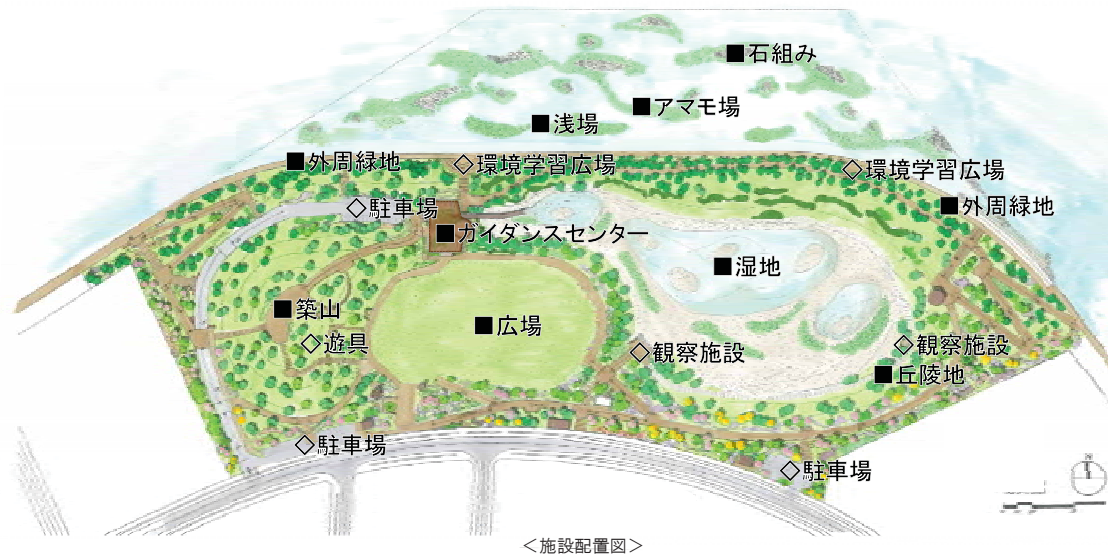 ■石組み
■アマモ場
■浅場
■外周緑地
◇環境学習広場
◇環境学習広場
◇駐車場
■外周緑地
■ガイダンスセンター
■湿地
■築山
■広場
◇遊具
◇観察施設
◇観察施設
■丘陵地
◇駐車場
◇駐車場
＜施設配置図＞